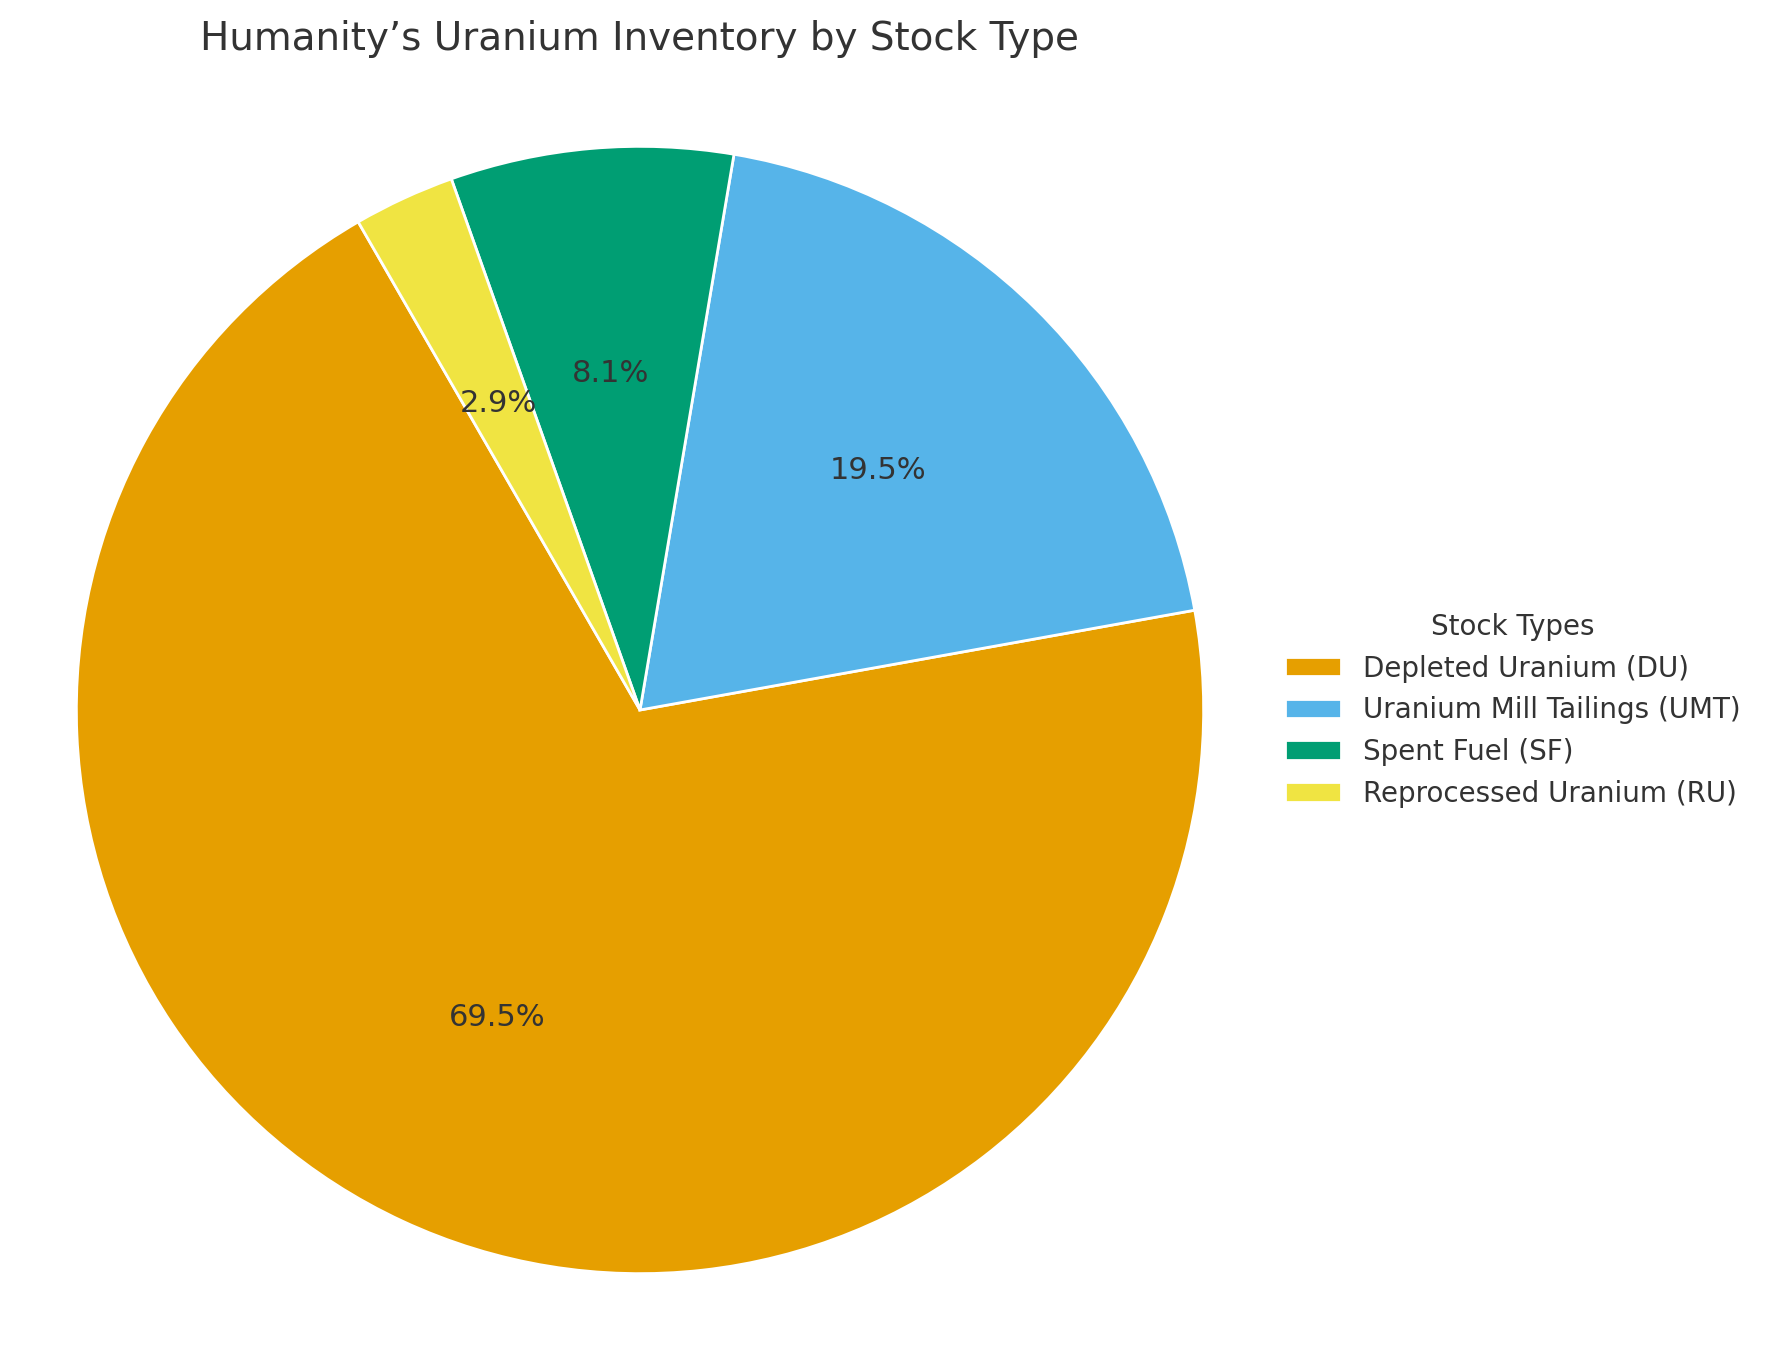 Humanity’s Uranium Inventory by Stock Type
8.1%
2.9%
19.5%
69.5%
Stock Types
Depleted Uranium (DU)
Uranium Mill Tailings (UMT)
Spent Fuel (SF)
Reprocessed Uranium (RU)